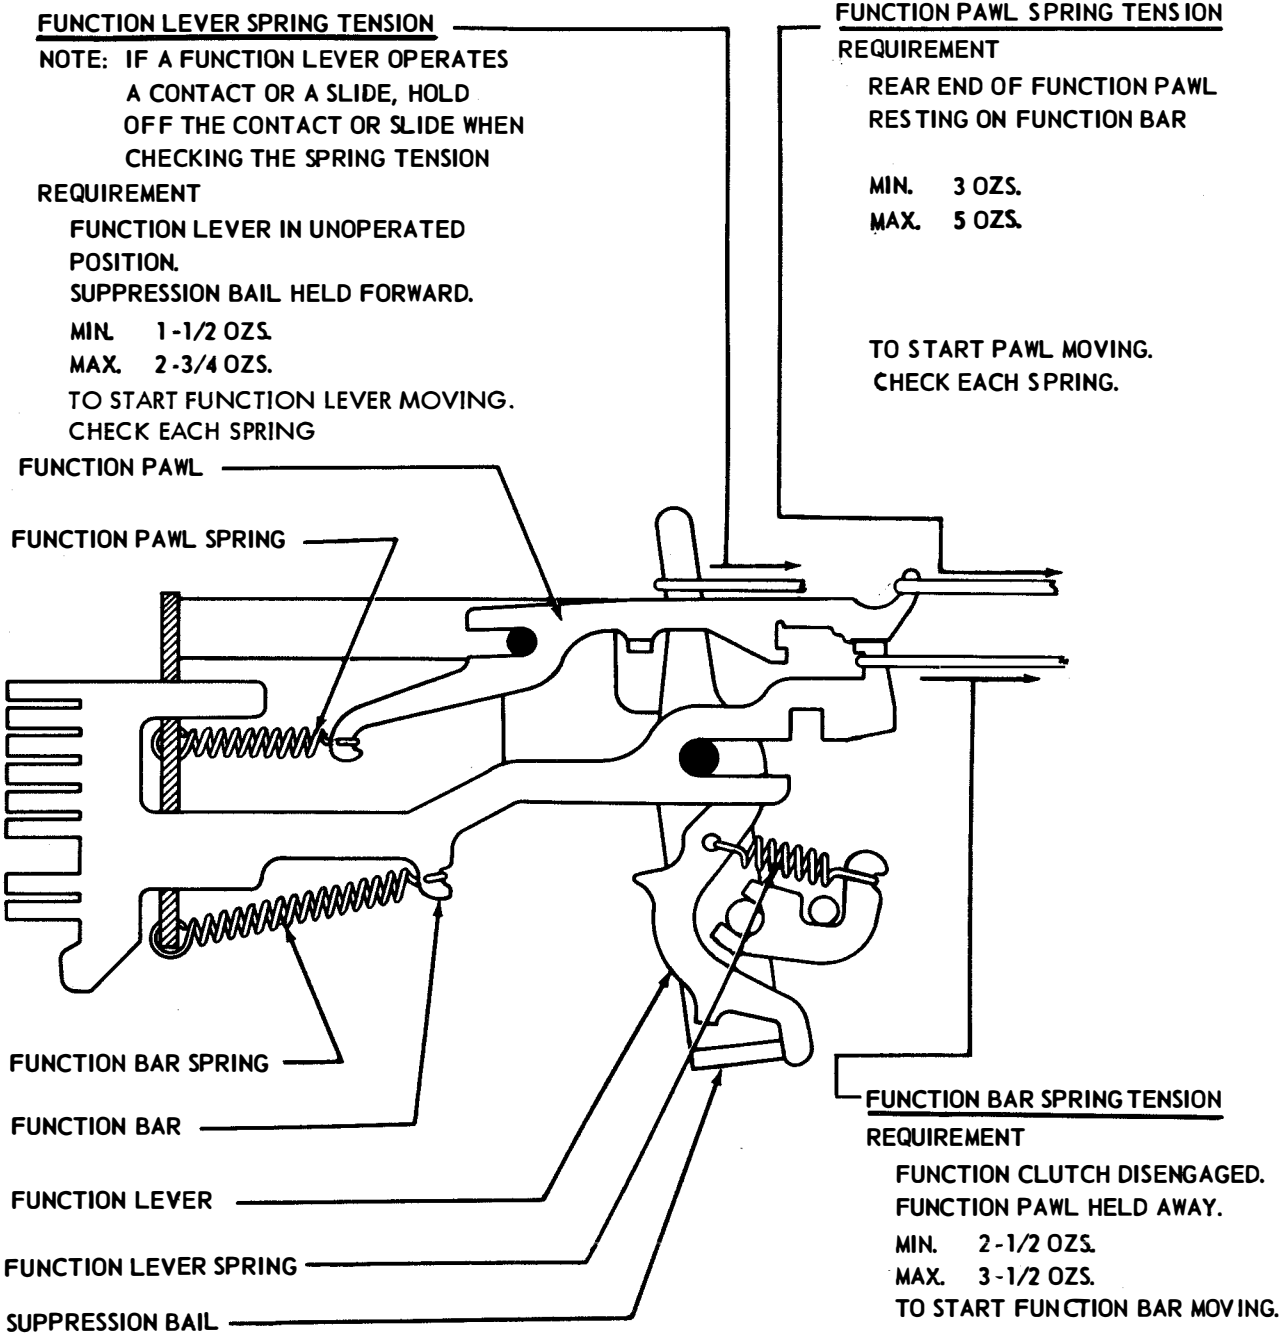 FUNCTION LEVER SPRING TENSION
NOTE: IF A FUNCTION LEVER OPERATES
A CONTACT OR A SLIDE, HOLD
OFF THE CONTACT OR SLIDE WHEN
CHECKING THE SPRING TENSION
REQUIREMENT
FUNCTION LEVER IN UNOPERATED
POSITION.
SUPPRESSION BAIL HELD FORWARD.
MIN. 1-1/2 OZS.
MAX. 2-3/4 OZS.
TO START FUNCTION LEVER MOVING.
CHECK EACH SPRING
FUNCTION PAWL SPRING TENSION
REQUIREMENT
REAR END OF FUNCTION PAWL
RESTING ON FUNCTION BAR
MIN. 3 OZS.
MAX. 5 OZS.
TO START PAWL MOVING.
CHECK EACH SPRING.
FUNCTION PAWL
FUNCTION PAWL SPRING
FUNCTION BAR SPRING
FUNCTION BAR
FUNCTION LEVER
FUNCTION LEVER SPRING
SUPPRESSION BAIL
FUNCTION BAR SPRING TENSION
REQUIREMENT
FUNCTION CLUTCH DISENGAGED.
FUNCTION PAWL HELD AWAY.
MIN. 2-1/2 OZS.
MAX. 3-1/2 OZS.
TO START FUNCTION BAR MOVING.